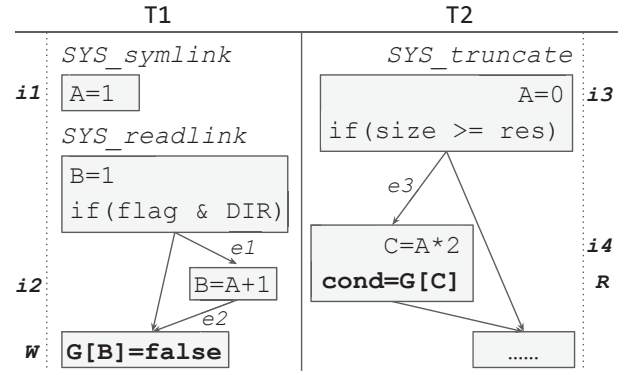 T1
T2
SYS_symlink
i1
A=1
SYS_readlink
B=1
if(flag & DIR)
e1
i2
B=A+1
e2
W
G[B]=false
SYS_truncate
A=0
i3
if(size >= res)
e3
C=A*2
i4
cond=G[C]
R
......